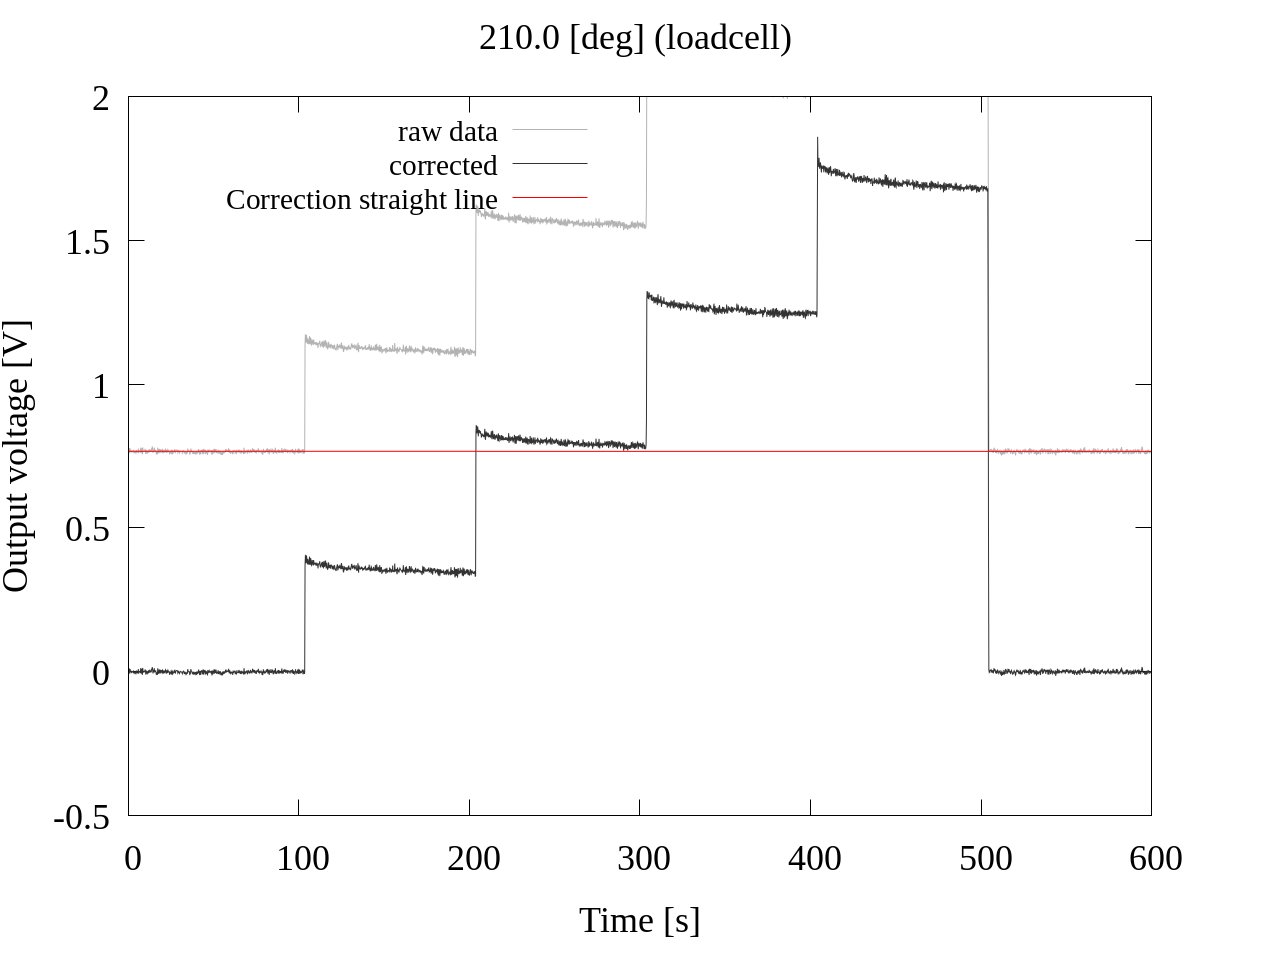 210.0 [deg] (loadcell)
raw data
corrected
Correction straight line
Output voltage [V]
2
1.5
1
0.5
0
-0.5
0 100 200 300 400 500 600
Time [s]